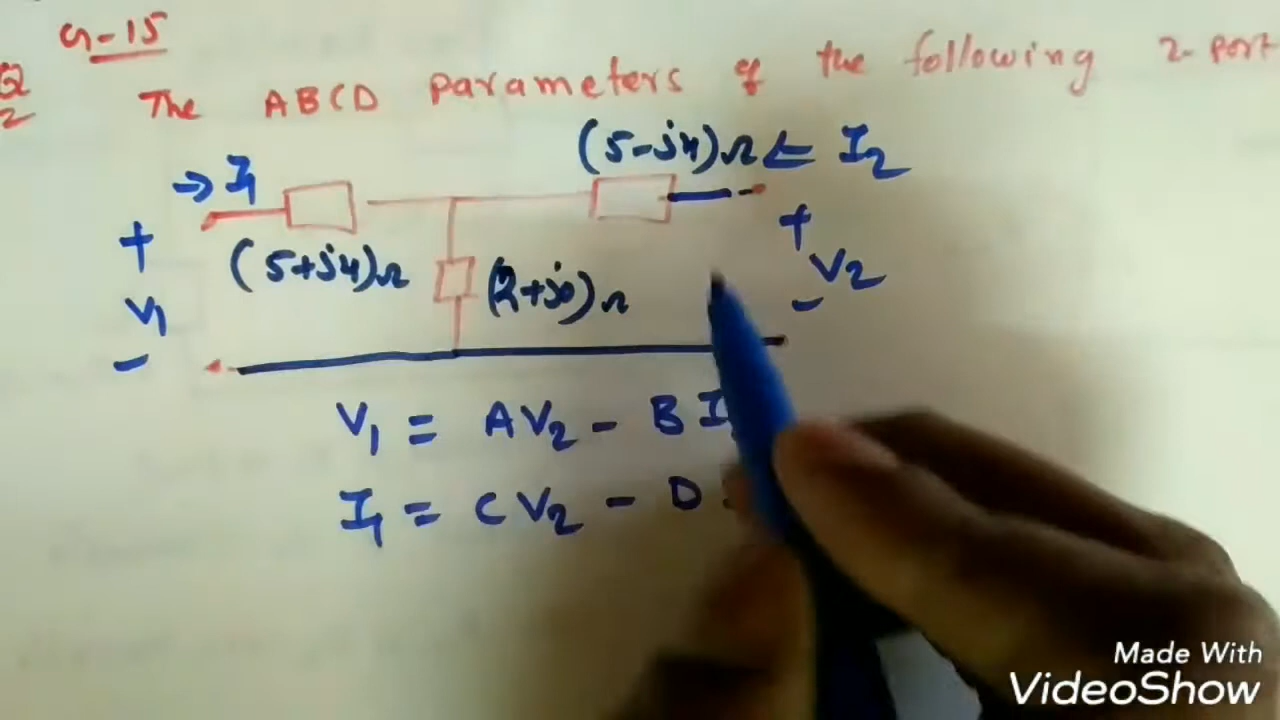 G-15
Q2 The ABCD parameters of the following 2-port
(5-j4)Ω ← I2
→ I1
+ (5+j4)Ω (2+j0)Ω + V2 -
V1
-
V1 = AV2 - BI
I1 = CV2 - D
Made With
VideoShow